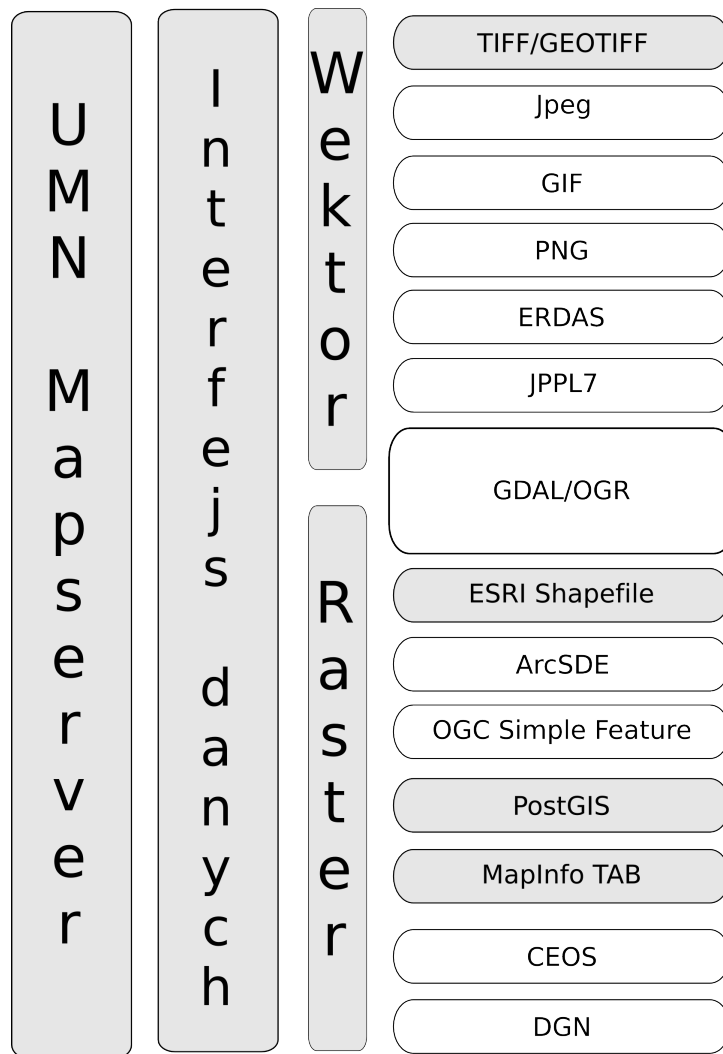 UMN Mapserver
Interfejs danych
Wektor
Raster
TIFF/GEOTIFF
Jpeg
GIF
PNG
ERDAS
JPPL7
GDAL/OGR
ESRI Shapefile
ArcSDE
OGC Simple Feature
PostGIS
MapInfo TAB
CEOS
DGN